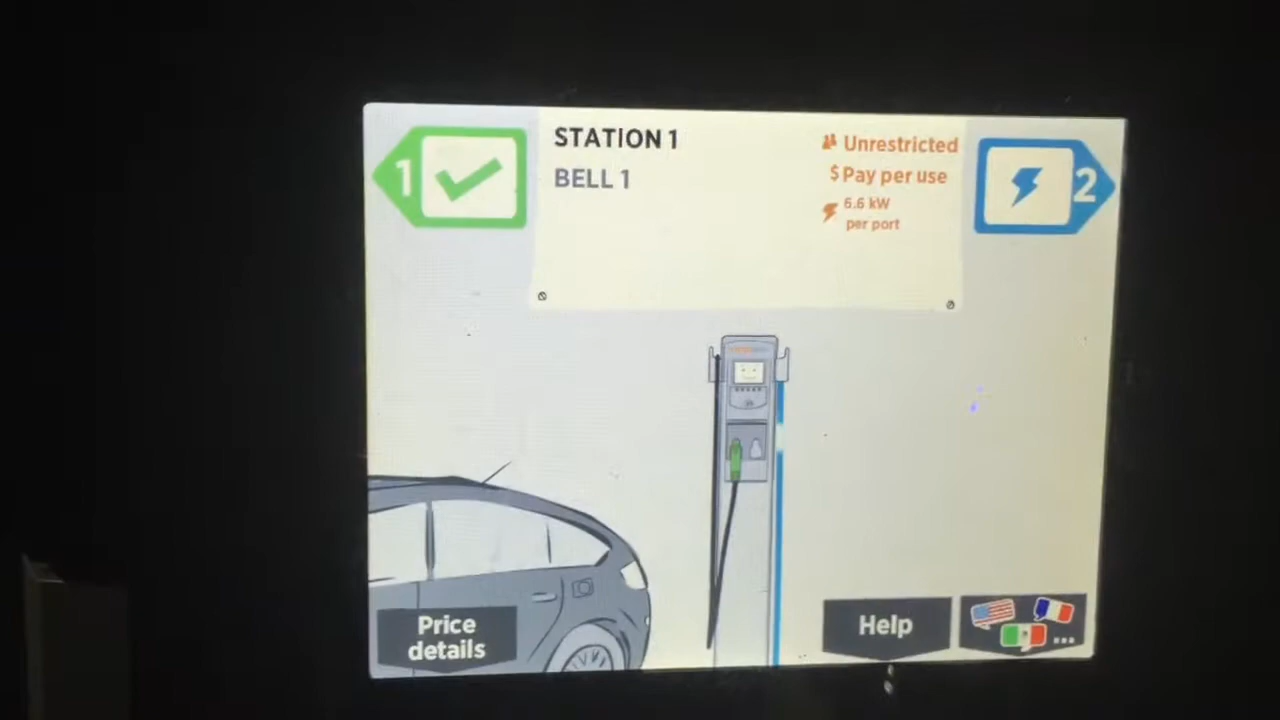 1
STATION 1
BELL 1
Unrestricted
$ Pay per use
6.6 kW
per port
2
Price
details
Help
...